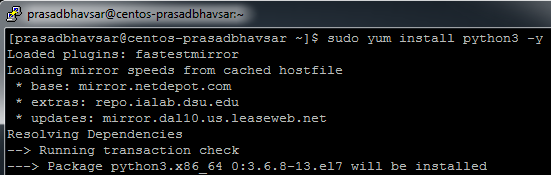 prasadbhavsar@centos-prasadbhavsar:~
[prasadbhavsar@centos-prasadbhavsar ~]$ sudo yum install python3 -y
Loaded plugins: fastestmirror
Loading mirror speeds from cached hostfile
 * base: mirror.netdepot.com
 * extras: repo.ialab.dsu.edu
 * updates: mirror.dal10.us.leaseweb.net
Resolving Dependencies
--> Running transaction check
---> Package python3.x86_64 0:3.6.8-13.el7 will be installed